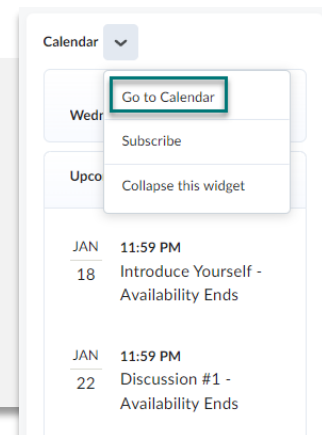 Calendar
Go to Calendar
Wedn
Subscribe
Upco
Collapse this widget
JAN 11:59 PM
18 Introduce Yourself -
Availability Ends
JAN 11:59 PM
22 Discussion #1 -
Availability Ends